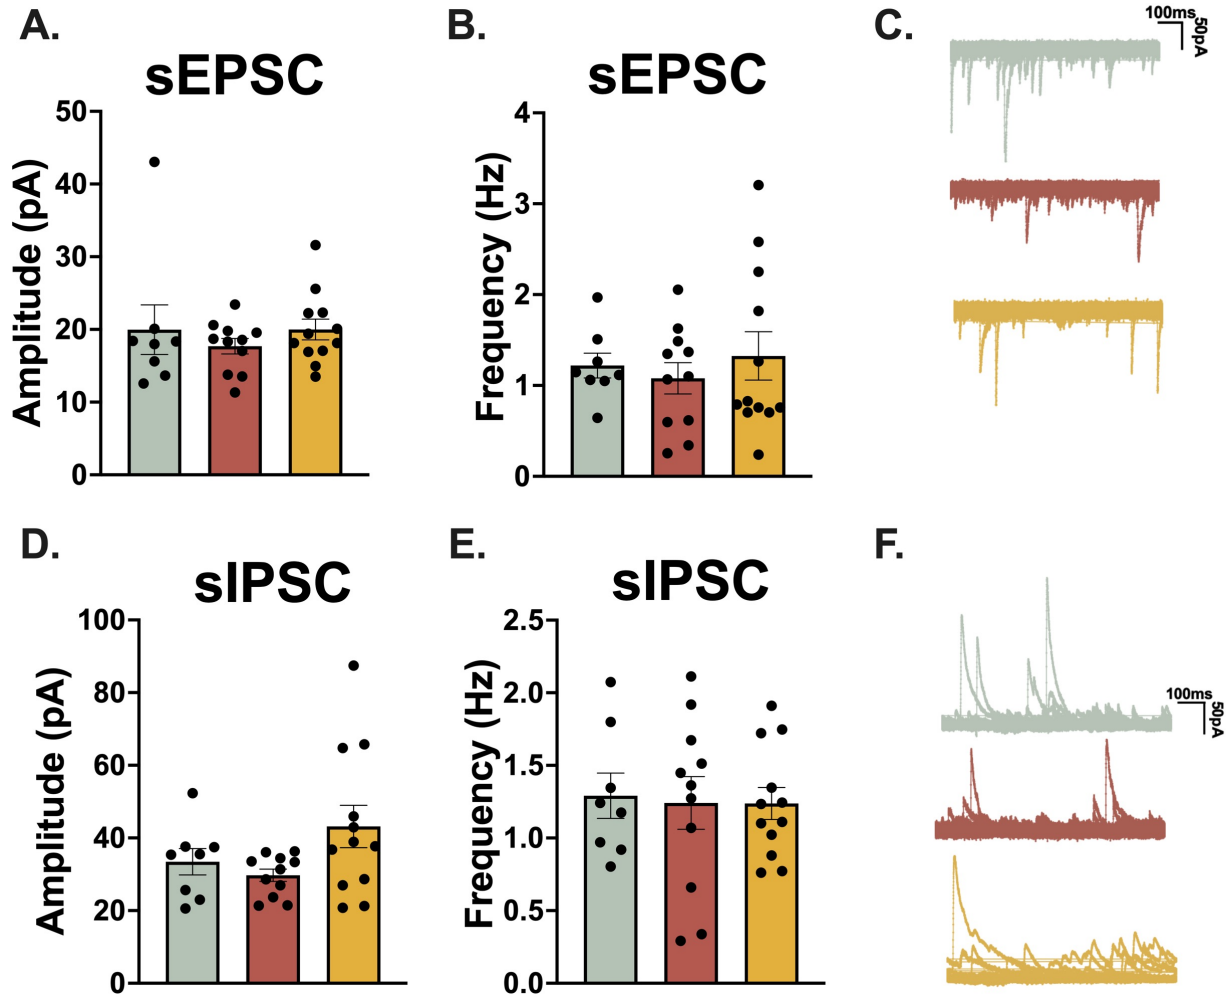 A.
sEPSC
Amplitude (pA)
50
40
30
20
10
0
B.
sEPSC
Frequency (Hz)
4
3
2
1
0
C.
100ms
50pA
D.
sIPSC
Amplitude (pA)
100
80
60
40
20
0
E.
sIPSC
Frequency (Hz)
2.5
2.0
1.5
1.0
0.5
0.0
F.
100ms
50pA